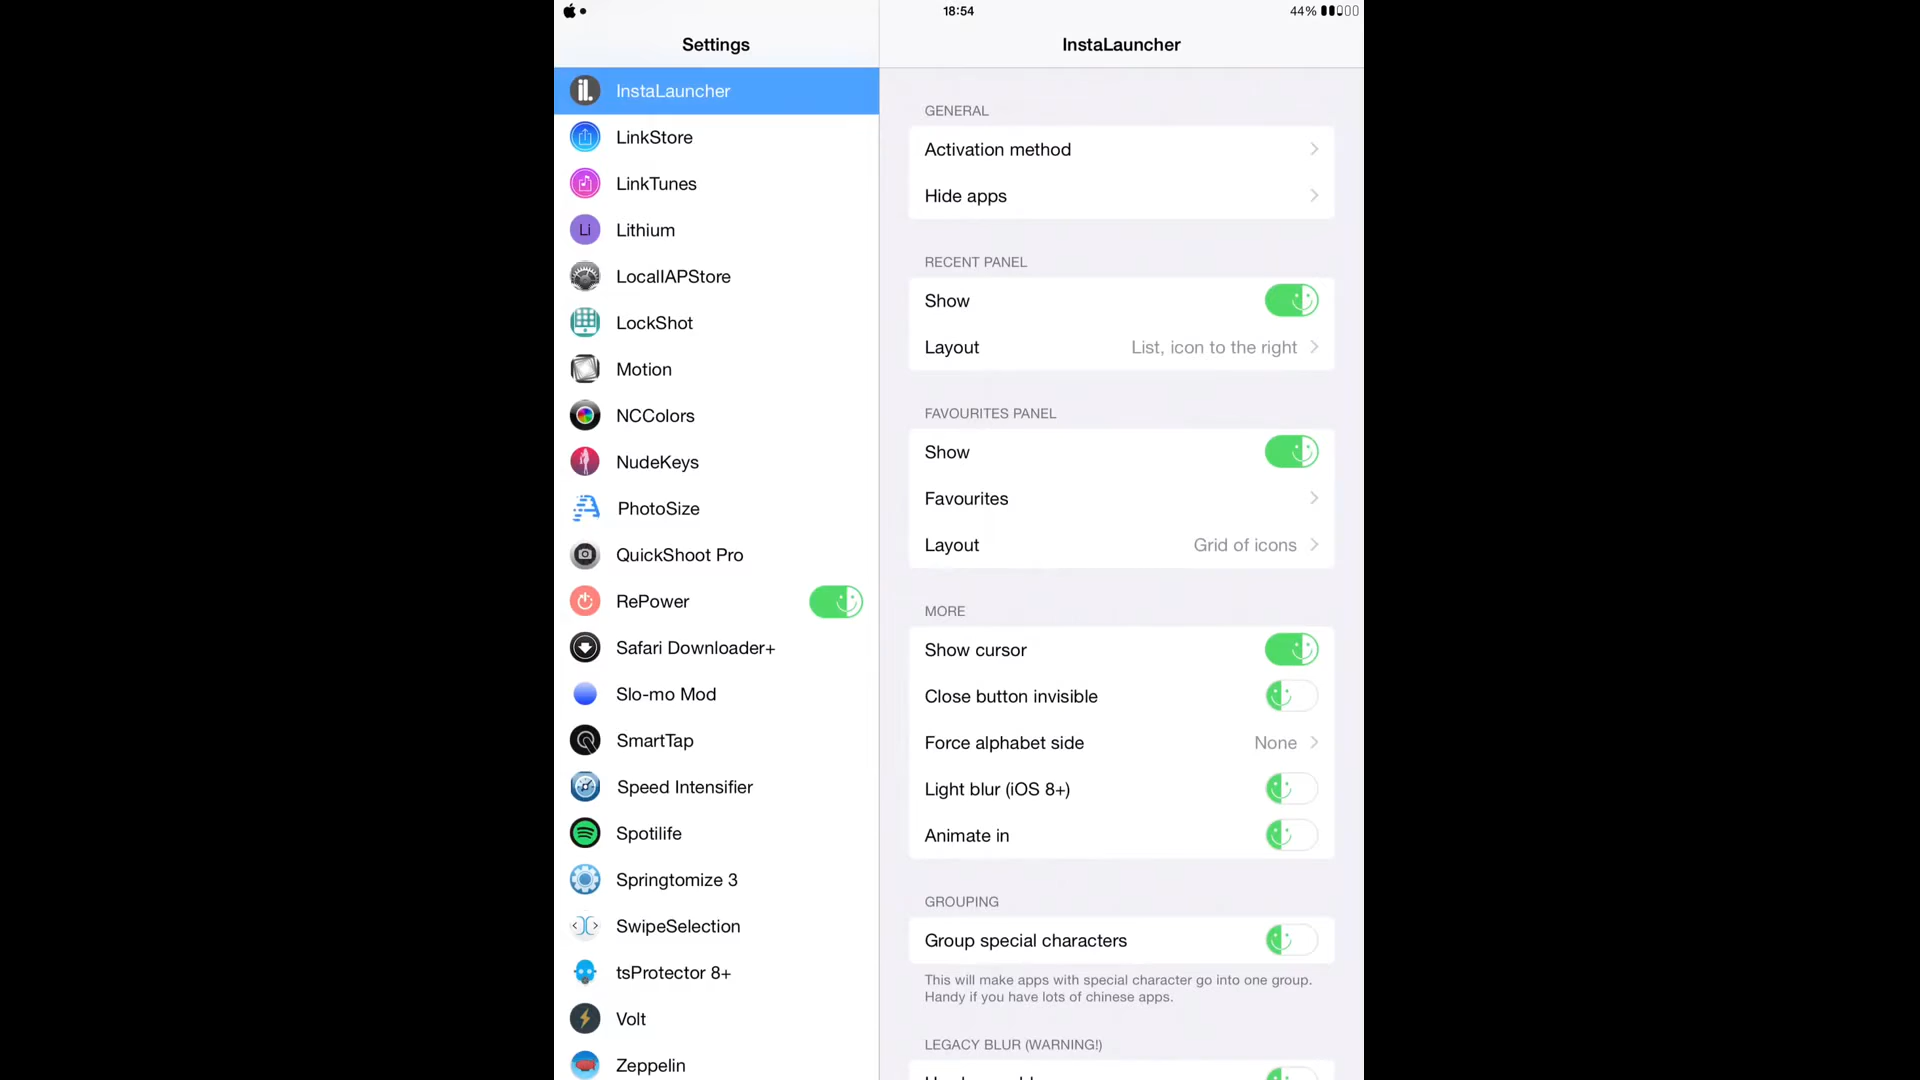 18:54
44%
Settings
InstaLauncher
il.
InstaLauncher
LinkStore
LinkTunes
Li
Lithium
LocalIAPStore
LockShot
Motion
NCColors
NudeKeys
PhotoSize
QuickShoot Pro
RePower
Safari Downloader+
Slo-mo Mod
SmartTap
Speed Intensifier
Spotilife
Springtomize 3
SwipeSelection
tsProtector 8+
Volt
Zeppelin
GENERAL
Activation method
Hide apps
RECENT PANEL
Show
Layout List, icon to the right
FAVOURITES PANEL
Show
Favourites
Layout Grid of icons
MORE
Show cursor
Close button invisible
Force alphabet side None
Light blur (iOS 8+)
Animate in
GROUPING
Group special characters
This will make apps with special character go into one group.
Handy if you have lots of chinese apps.
LEGACY BLUR (WARNING!)